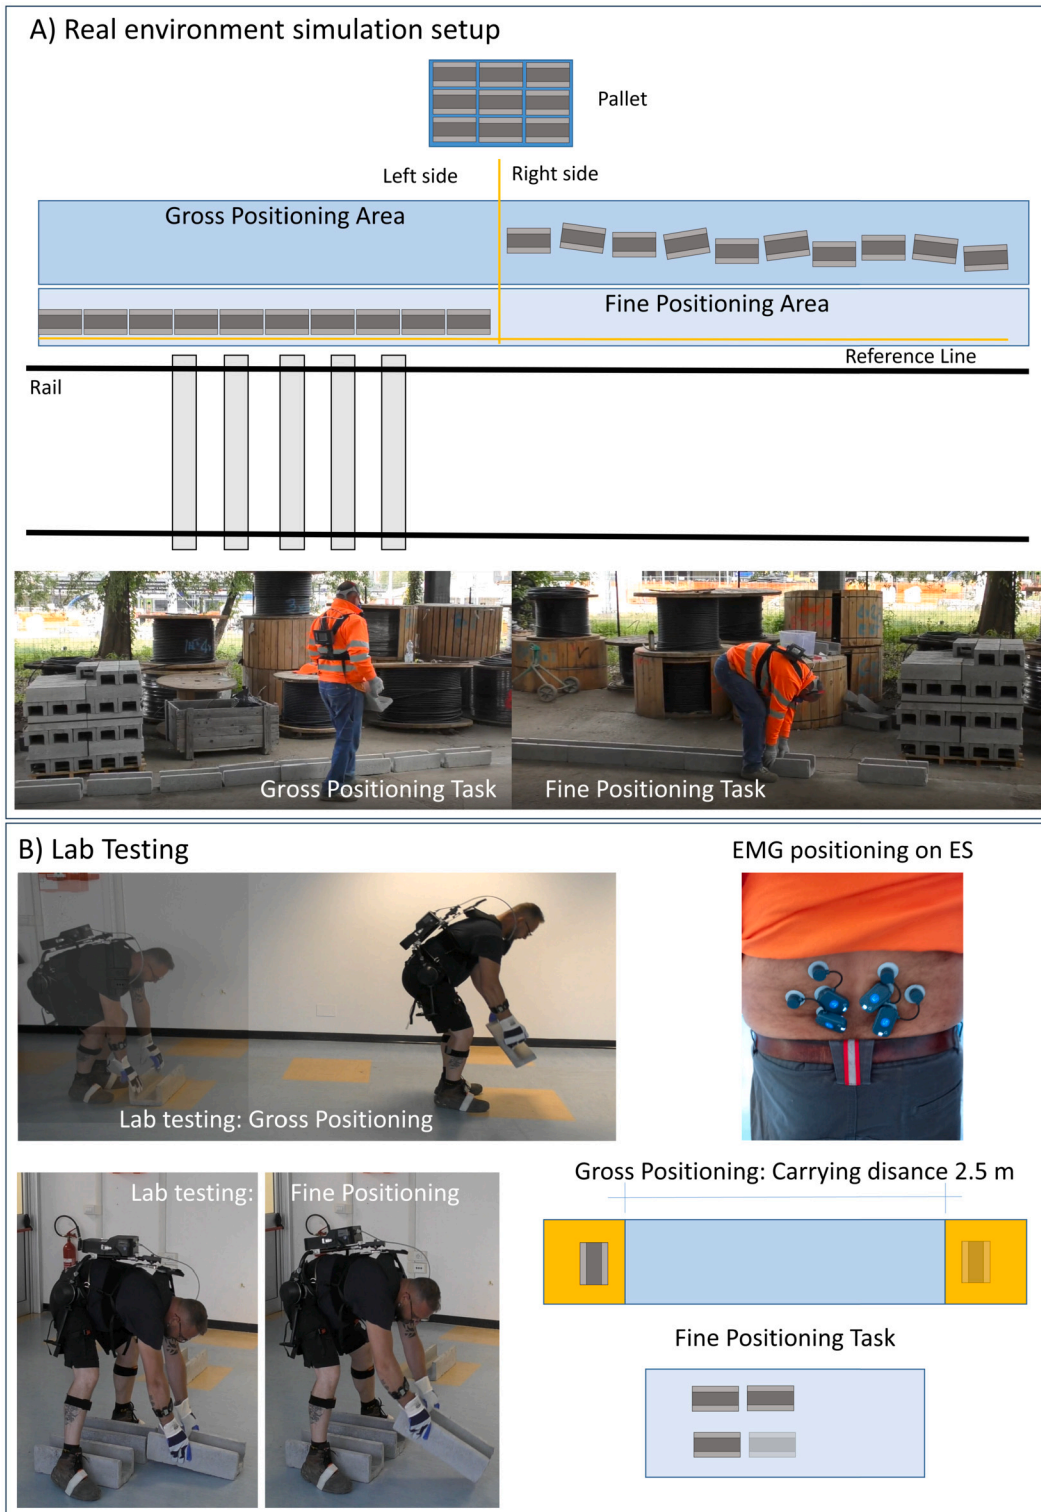 A) Real environment simulation setup
Pallet
Left side
Right side
Gross Positioning Area
Fine Positioning Area
Reference Line
Rail
Gross Positioning Task
Fine Positioning Task
B) Lab Testing
EMG positioning on ES
Lab testing: Gross Positioning
Lab testing:
Fine Positioning
Gross Positioning: Carrying disance 2.5 m
Fine Positioning Task